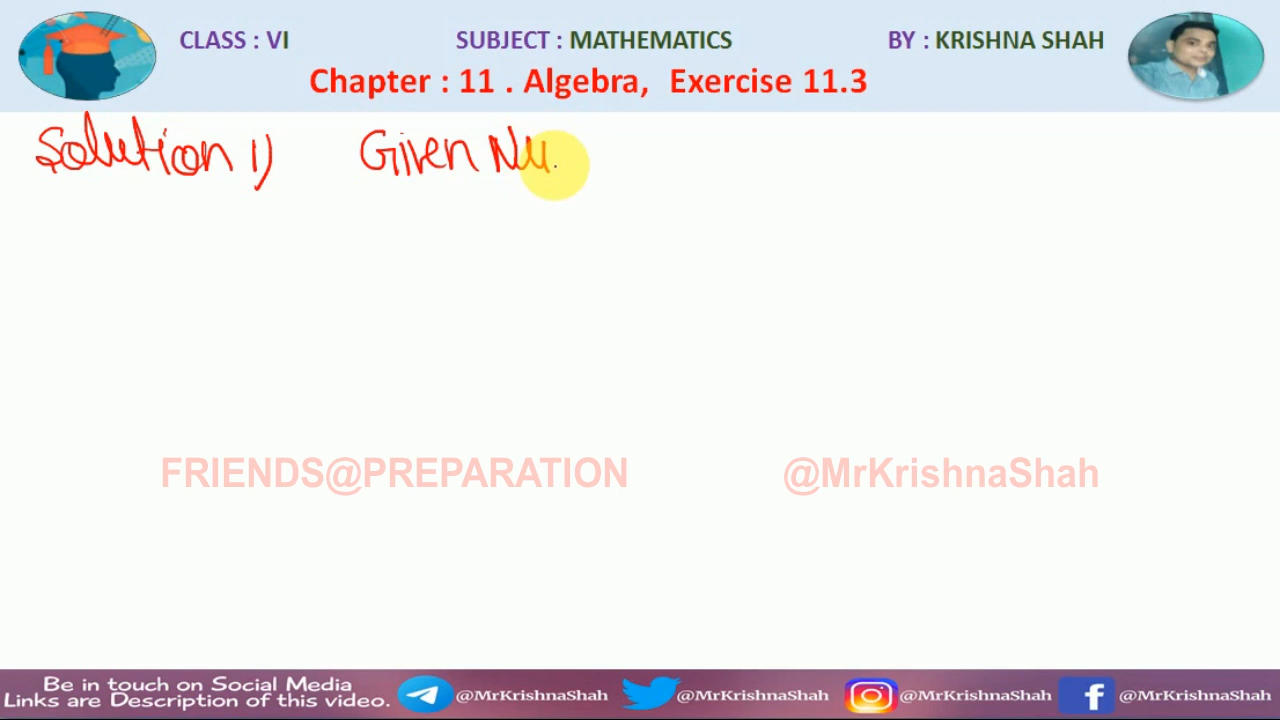 CLASS : VI SUBJECT : MATHEMATICS BY : KRISHNA SHAH
Chapter : 11 . Algebra, Exercise 11.3
Solution 1) Given Nu
FRIENDS@PREPARATION @MrKrishnaShah
Be in touch on Social Media
Links are Description of this video.
@MrKrishnaShah @MrKrishnaShah @MrKrishnaShah @MrKrishnaShah